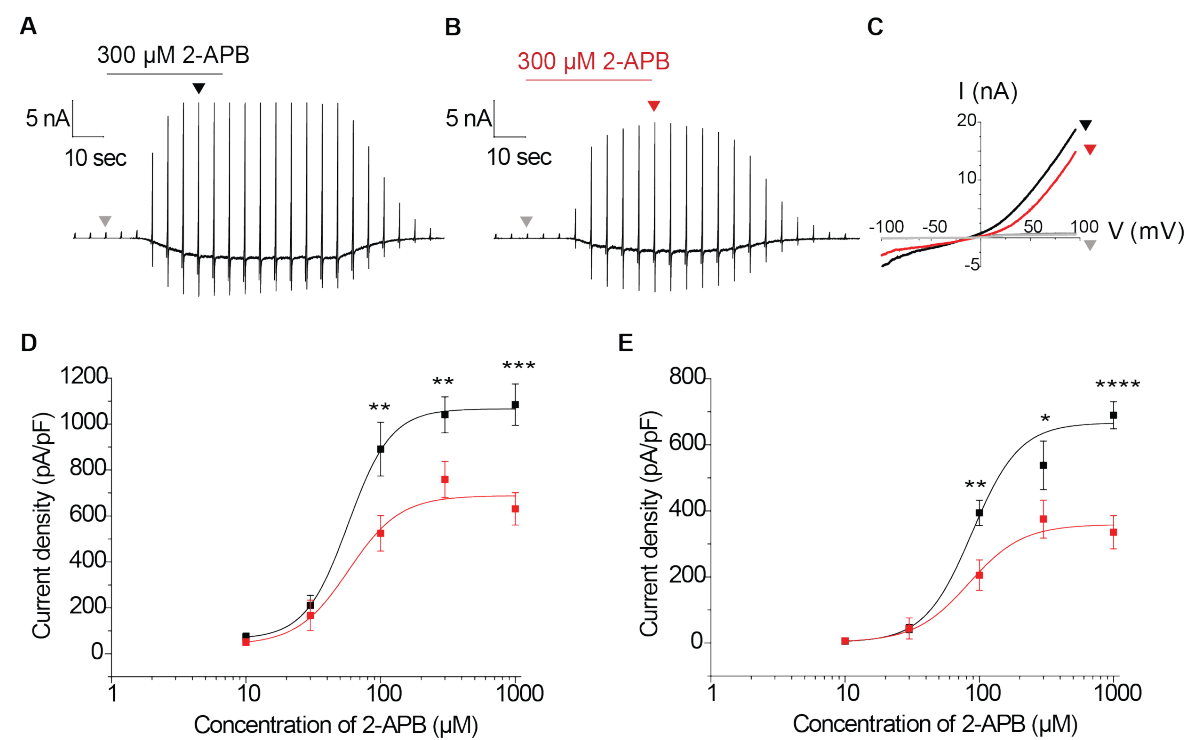 A
B
C
300 µM 2-APB
300 µM 2-APB
5 nA
10 sec
5 nA
10 sec
I (nA)
20
10
-5
-100
-50
50
100
V (mV)
D
E
1200
1000
800
600
400
200
0
Current density (pA/pF)
**
**
***
1
10
100
1000
Concentration of 2-APB (µM)
800
600
400
200
0
Current density (pA/pF)
**
*
****
1
10
100
1000
Concentration of 2-APB (µM)